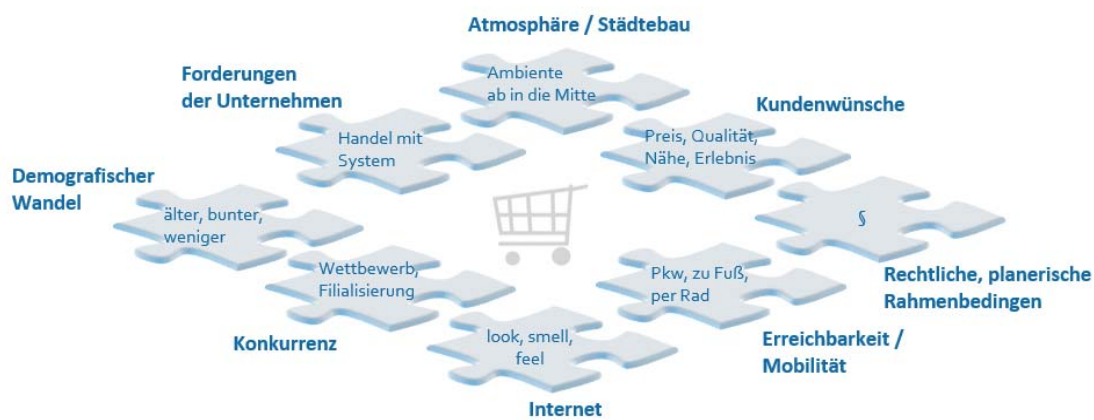 Atmosphäre / Städtebau
Ambiente
ab in die Mitte
Forderungen
der Unternehmen
Handel mit
System
Kundenwünsche
Preis, Qualität,
Nähe, Erlebnis
Demografischer
Wandel
älter, bunter,
weniger
§
Rechtliche, planerische
Rahmenbedingen
Wettbewerb,
Filialisierung
Konkurrenz
Pkw, zu Fuß,
per Rad
Erreichbarkeit /
Mobilität
look, smell,
feel
Internet